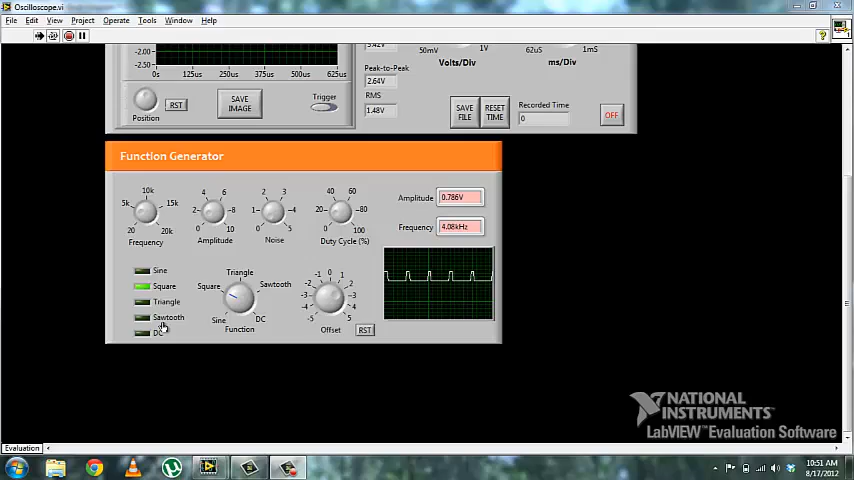 Oscilloscope.vi
File Edit View Project Operate Tools Window Help
-2.00
-2.50
0s 125us 250us 375us 500us 625us
Position
RST
SAVE
IMAGE
Trigger
3.42V
Peak-to-Peak
2.64V
RMS
1.48V
50mV 1V
Volts/Div
62uS 1mS
ms/Div
SAVE
FILE
RESET
TIME
Recorded Time
0
OFF
Function Generator
10k
5k 15k
20 20k
Frequency
4 6
2 8
0 10
Amplitude
2 3
1 4
0 5
Noise
40 60
20 80
0 100
Duty Cycle (%)
Amplitude 0.786V
Frequency 4.08kHz
Sine
Square
Triangle
Sawtooth
DC
Triangle
Square Sawtooth
Sine DC
Function
-1 0 1
-2 2
-3 3
-4 4
-5 5
Offset
RST
NATIONAL
INSTRUMENTS
LabVIEW Evaluation Software
Evaluation
10:51 AM
8/17/2012